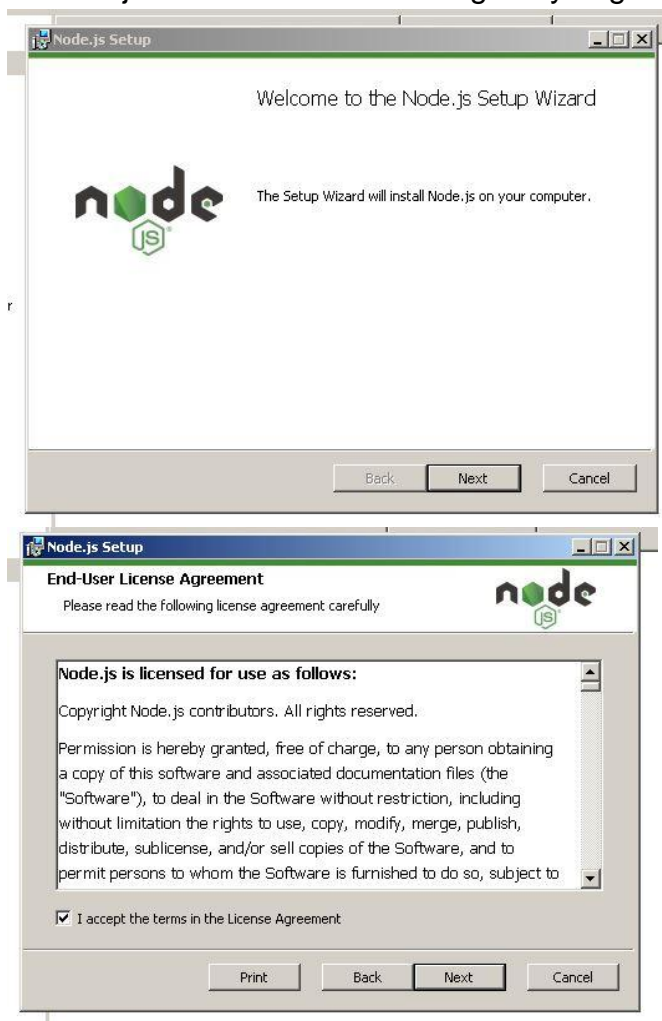 Node.js Setup
Welcome to the Node.js Setup Wizard
node
JS
The Setup Wizard will install Node.js on your computer.
r
Back Next Cancel
Node.js Setup
End-User License Agreement
Please read the following license agreement carefully
node
JS
Node.js is licensed for use as follows:
Copyright Node.js contributors. All rights reserved.
Permission is hereby granted, free of charge, to any person obtaining
a copy of this software and associated documentation files (the
"Software"), to deal in the Software without restriction, including
without limitation the rights to use, copy, modify, merge, publish,
distribute, sublicense, and/or sell copies of the Software, and to
permit persons to whom the Software is furnished to do so, subject to
I accept the terms in the License Agreement
Print Back Next Cancel